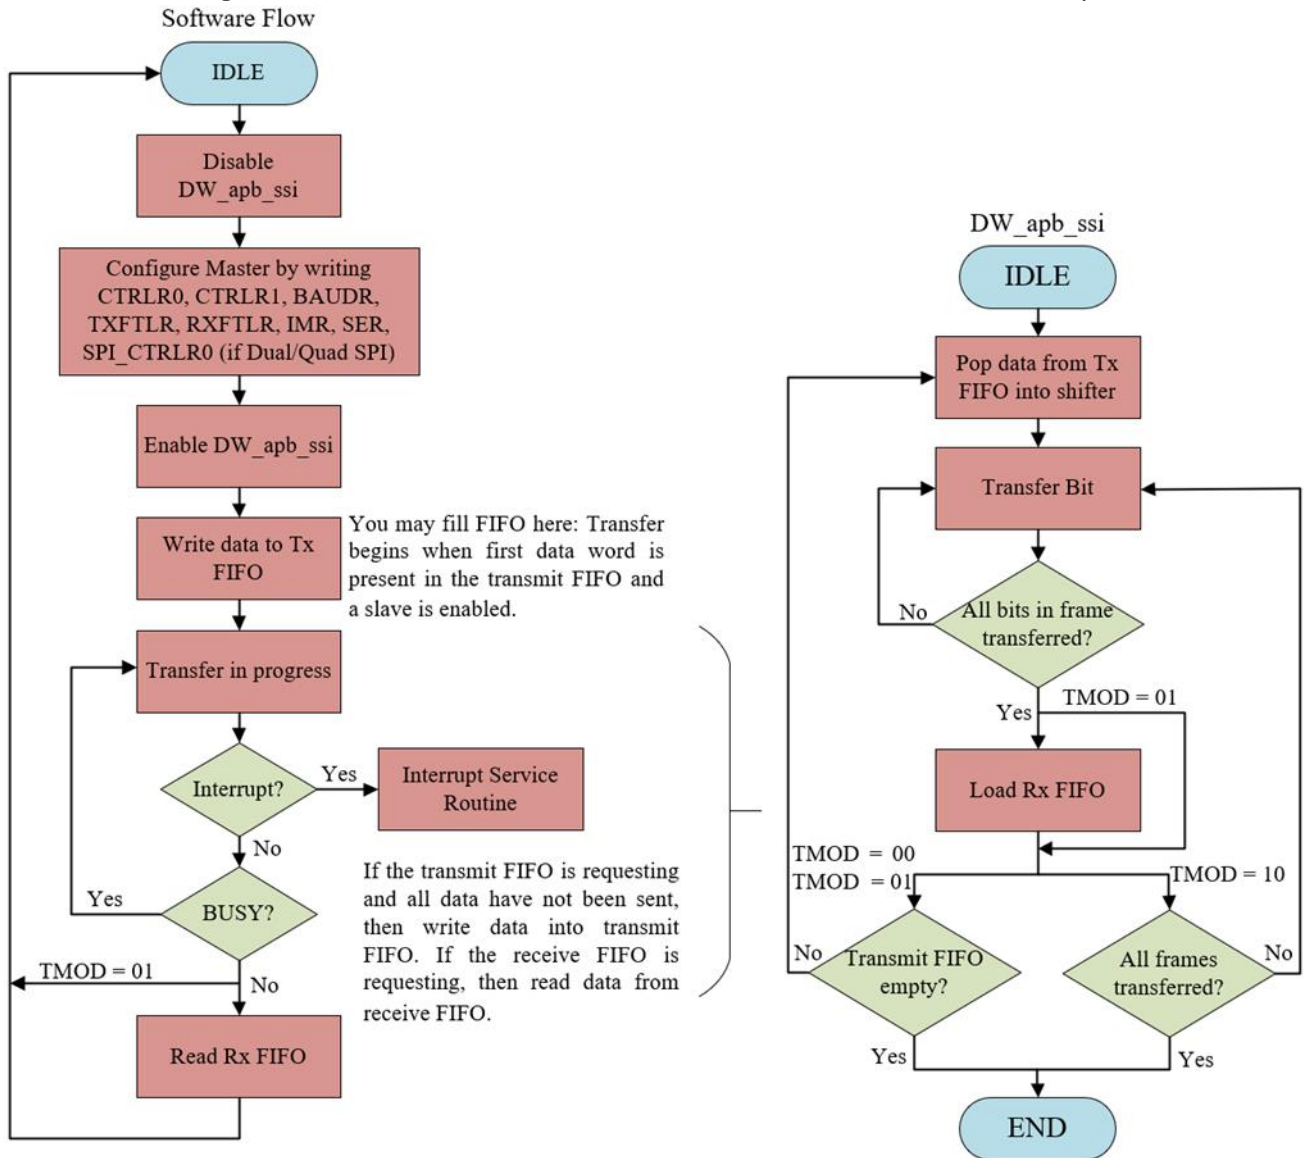 Software Flow
IDLE
Disable
DW_apb_ssi
Configure Master by writing
CTRLR0, CTRLR1, BAUDR,
TXFTLR, RXFTLR, IMR, SER,
SPI_CTRLR0 (if Dual/Quad SPI)
Enable DW_apb_ssi
Write data to Tx
FIFO
You may fill FIFO here: Transfer
begins when first data word is
present in the transmit FIFO and
a slave is enabled.
Transfer in progress
Interrupt?
Yes
Interrupt Service
Routine
No
BUSY?
Yes
If the transmit FIFO is requesting
and all data have not been sent,
then write data into transmit
FIFO. If the receive FIFO is
requesting, then read data from
receive FIFO.
TMOD = 01
No
Read Rx FIFO
DW_apb_ssi
IDLE
Pop data from Tx
FIFO into shifter
Transfer Bit
No
All bits in frame
transferred?
Yes
TMOD = 01
Load Rx FIFO
TMOD = 00
TMOD = 01
TMOD = 10
No
Transmit FIFO
empty?
All frames
transferred?
No
Yes
Yes
END